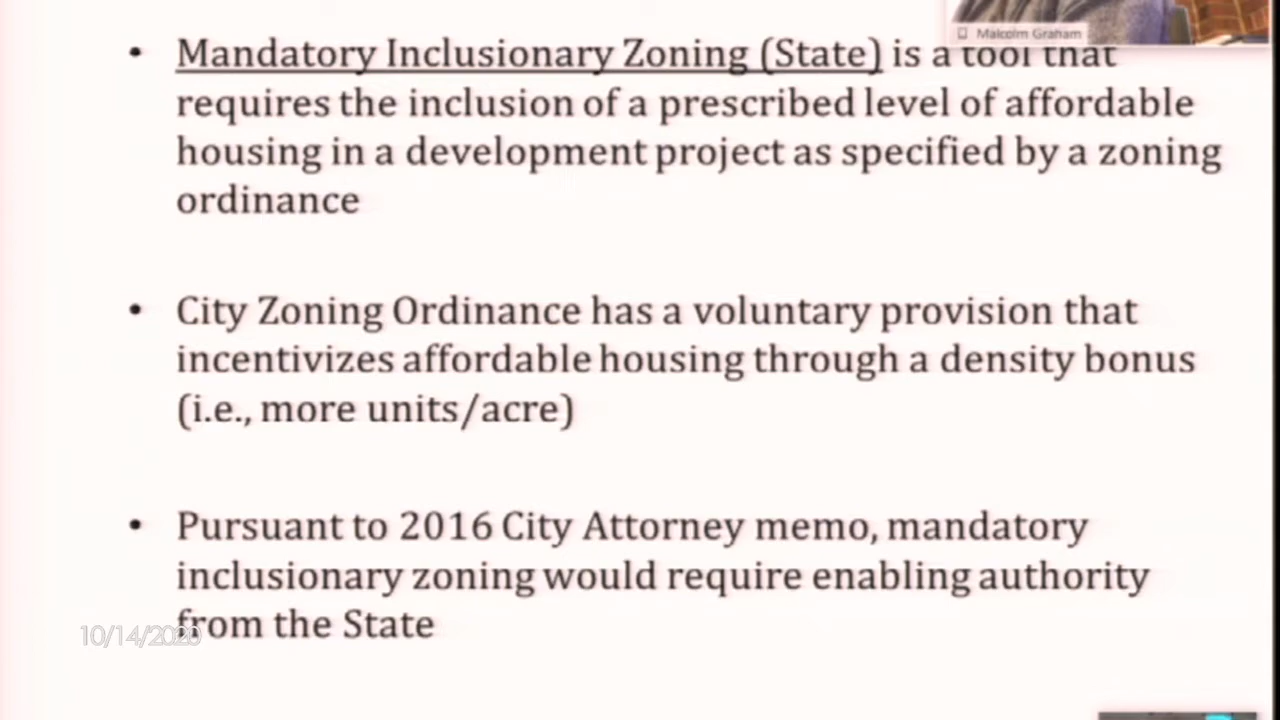 Malcolm Graham
• Mandatory Inclusionary Zoning (State) is a tool that
requires the inclusion of a prescribed level of affordable
housing in a development project as specified by a zoning
ordinance
• City Zoning Ordinance has a voluntary provision that
incentivizes affordable housing through a density bonus
(i.e., more units/acre)
• Pursuant to 2016 City Attorney memo, mandatory
inclusionary zoning would require enabling authority
from the State
10/14/2020